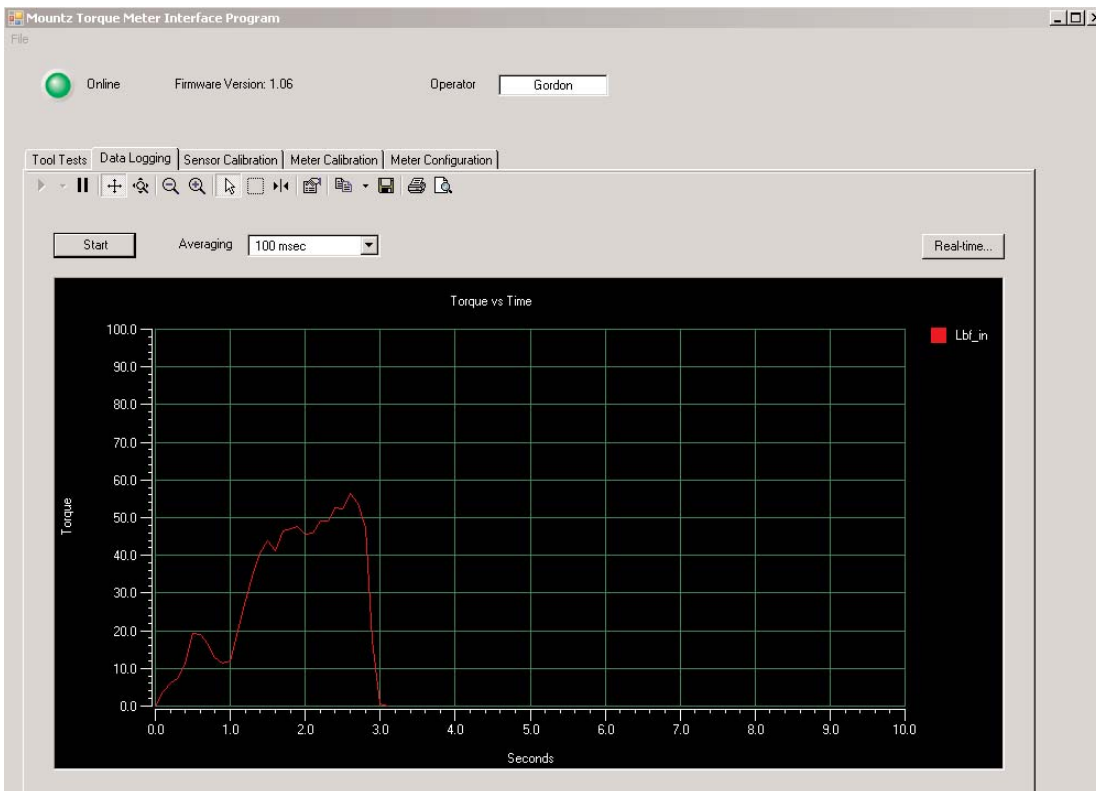 Mountz Torque Meter Interface Program
File
Online Firmware Version: 1.06 Operator Gordon
Tool Tests Data Logging Sensor Calibration Meter Calibration Meter Configuration
Start Averaging 100 msec Real-time...
Torque vs Time
Lbf_in
100.0
90.0
80.0
70.0
60.0
50.0
40.0
30.0
20.0
10.0
0.0
Torque
0.0 1.0 2.0 3.0 4.0 5.0 6.0 7.0 8.0 9.0 10.0
Seconds